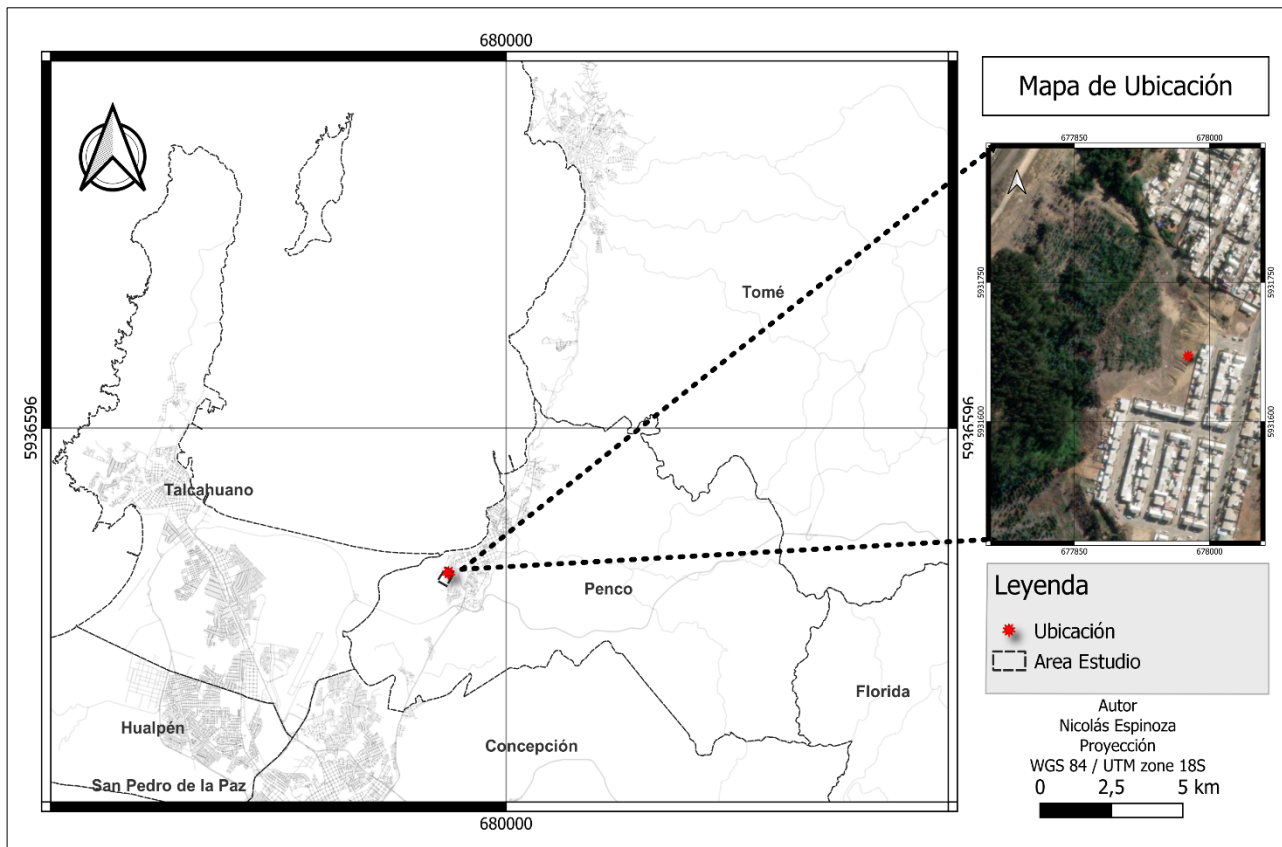 680000
Mapa de Ubicación
677850
678000
Tomé
5931750
5931750
5936596
5936596
5931600
5931600
Talcahuano
677850
678000
Penco
Leyenda
Ubicación
Area Estudio
Florida
Hualpén
Concepción
San Pedro de la Paz
Autor
Nicolás Espinoza
Proyección
WGS 84 / UTM zone 18S
0 2,5 5 km
680000